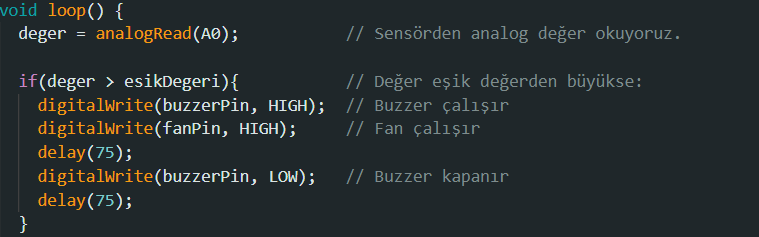 void loop() {
deger = analogRead(A0); // Sensörden analog değer okuyoruz.
if(deger > esikDegeri){ // Değer eşik değerden büyükse:
digitalWrite(buzzerPin, HIGH); // Buzzer çalışır
digitalWrite(fanPin, HIGH); // Fan çalışır
delay(75);
digitalWrite(buzzerPin, LOW); // Buzzer kapanır
delay(75);
}